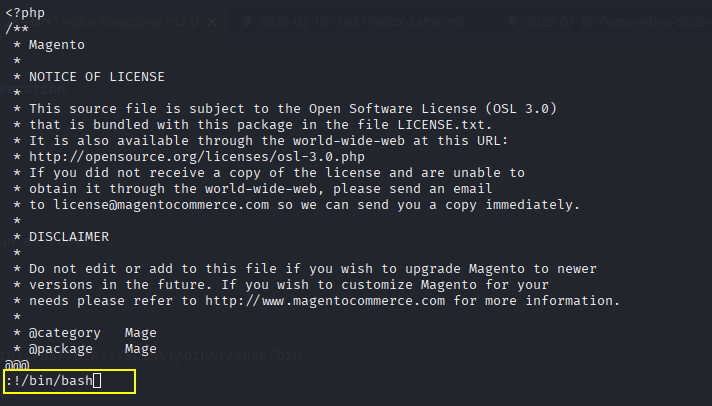 <?php
/**
 * Magento
 *
 * NOTICE OF LICENSE
 *
 * This source file is subject to the Open Software License (OSL 3.0)
 * that is bundled with this package in the file LICENSE.txt.
 * It is also available through the world-wide-web at this URL:
 * http://opensource.org/licenses/osl-3.0.php
 * If you did not receive a copy of the license and are unable to
 * obtain it through the world-wide-web, please send an email
 * to license@magentocommerce.com so we can send you a copy immediately.
 *
 * DISCLAIMER
 *
 * Do not edit or add to this file if you wish to upgrade Magento to newer
 * versions in the future. If you wish to customize Magento for your
 * needs please refer to http://www.magentocommerce.com for more information.
 *
 * @category   Mage
 * @package    Mage
@@@
:!/bin/bash